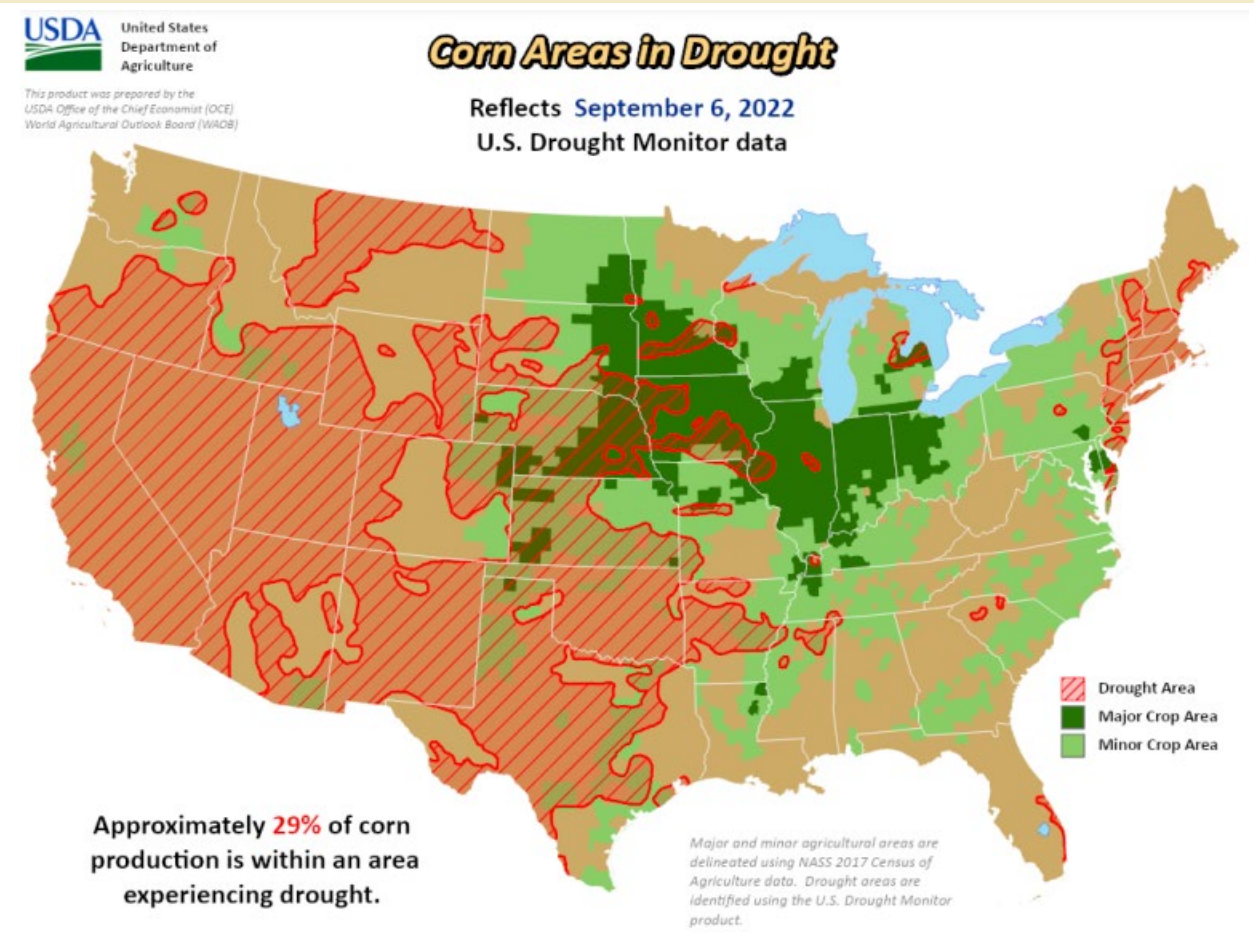 USDA
United States
Department of
Agriculture
This product was prepared by the
USDA Office of the Chief Economist (OCE)
World Agricultural Outlook Board (WAOB)
Corn Areas in Drought
Reflects September 6, 2022
U.S. Drought Monitor data
Drought Area
Major Crop Area
Minor Crop Area
Approximately 29% of corn
production is within an area
experiencing drought.
Major and minor agricultural areas are
delineated using NASS 2017 Census of
Agriculture data. Drought areas are
identified using the U.S. Drought Monitor
product.